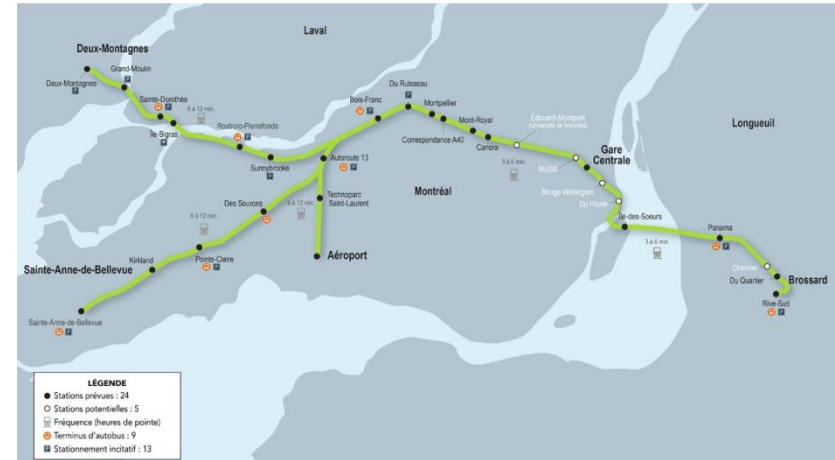 Laval
Deux-Montagnes
Grand-Moulin
Deux-Montagnes
Sainte-Dorothée
6 à 12 min.
Île-Bigras
Roxboro-Pierrefonds
Sunnybrooke
Bois-Franc
Du Ruisseau
Montpellier
Correspondance A40
Mont-Royal
Canora
Édouard-Montpetit
(Université de Montréal)
3 à 6 min.
McGill
Gare
Centrale
Bridge-Wellington
Du Havre
Île-des-Soeurs
3 à 6 min.
Longueuil
Panama
Chevrier
Du Quartier
Brossard
Rive-Sud
Montréal
Autoroute 13
Technoparc
Saint-Laurent
6 à 12 min.
Aéroport
Des Sources
6 à 12 min.
Pointe-Claire
Kirkland
Sainte-Anne-de-Bellevue
Sainte-Anne-de-Bellevue
LÉGENDE
Stations prévues : 24
Stations potentielles : 5
Fréquence (heures de pointe)
Terminus d'autobus : 9
P Stationnement incitatif : 13